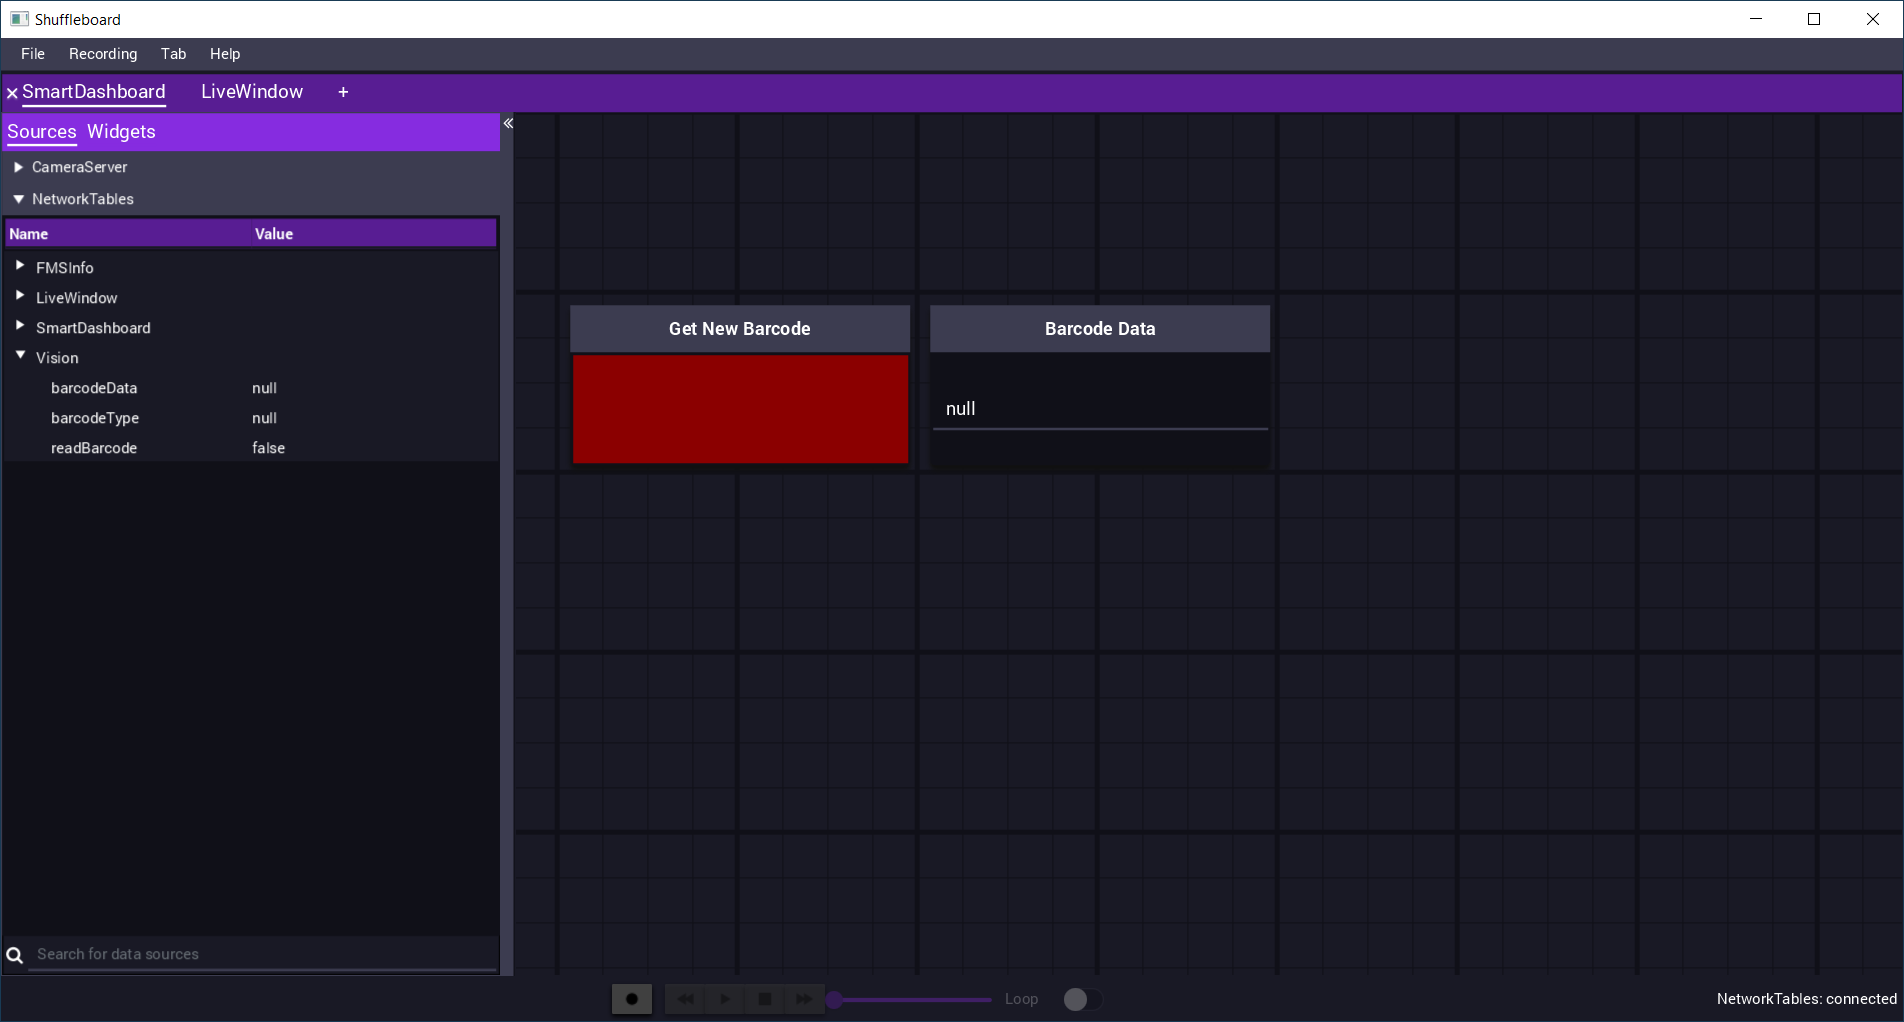 Shuffleboard
File Recording Tab Help
SmartDashboard LiveWindow +
Sources Widgets
CameraServer
NetworkTables
Name Value
FMSInfo
LiveWindow
SmartDashboard
Vision
barcodeData null
barcodeType null
readBarcode false
Search for data sources
Get New Barcode
Barcode Data
null
Loop
NetworkTables: connected